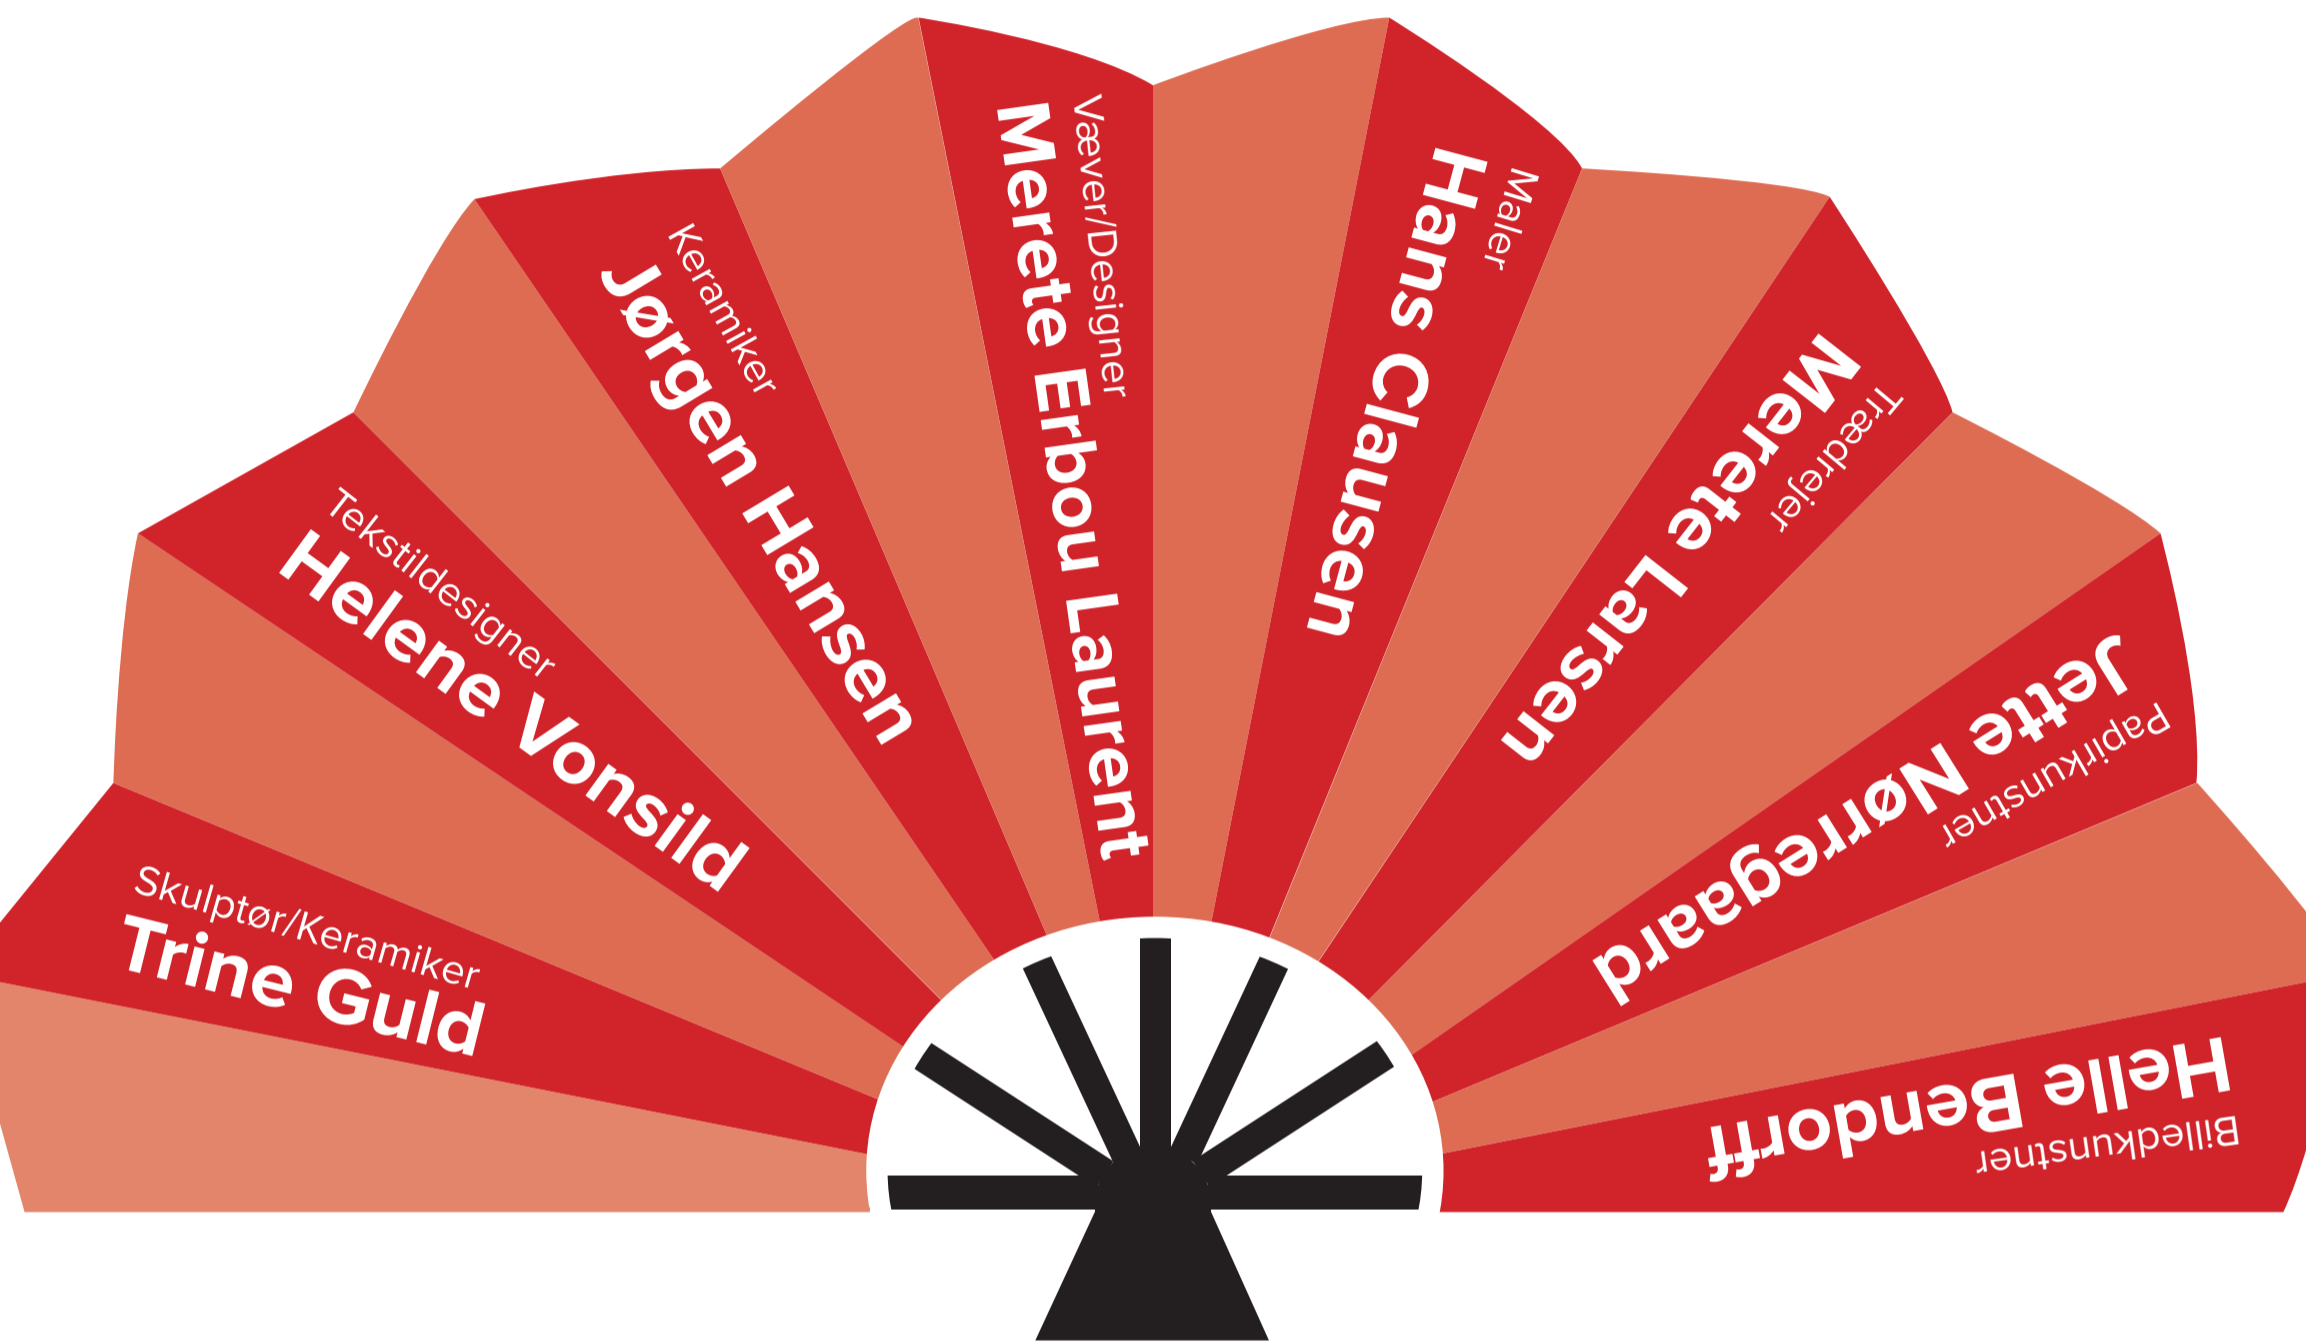 Skulptør/Keramiker
Trine Guld
Tekstildesigner
Helene Vonsild
Keramiker
Jørgen Hansen
Væver/Designer
Merete Erbou Laurent
Maler
Hans Clausen
Trædrejer
Merete Larsen
Papirkunstner
Jette Nørregaard
Billedkunstner
Helle Bendorff